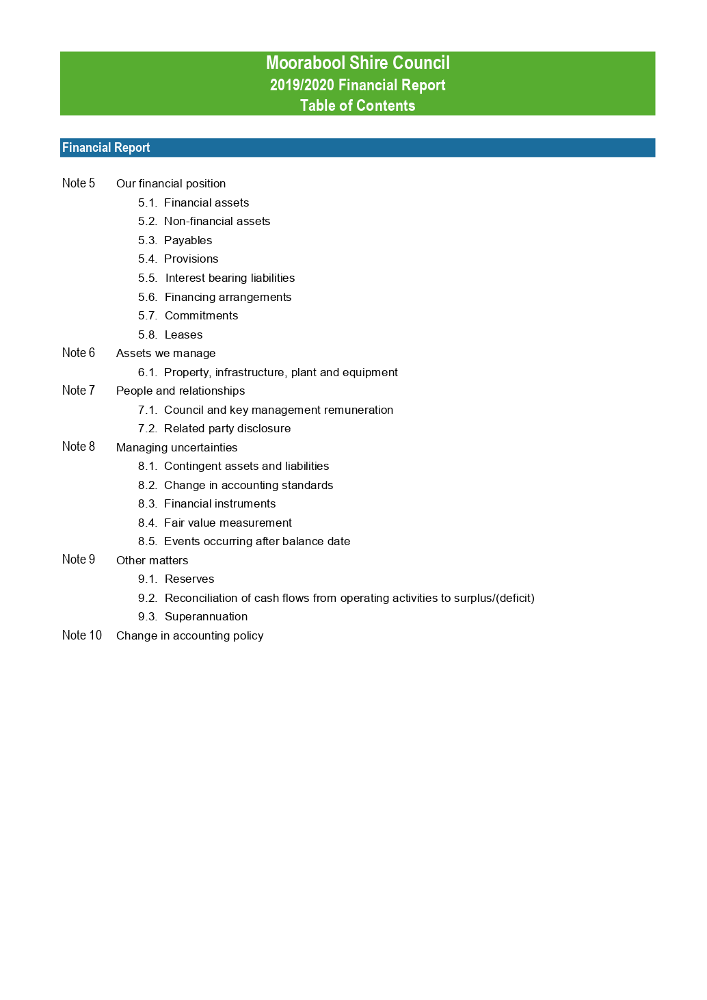 Moorabool Shire Council
2019/2020 Financial Report
Table of Contents
Financial Report
Note 5 Our financial position
5.1. Financial assets
5.2. Non-financial assets
5.3. Payables
5.4. Provisions
5.5. Interest bearing liabilities
5.6. Financing arrangements
5.7. Commitments
5.8. Leases
Note 6 Assets we manage
6.1. Property, infrastructure, plant and equipment
Note 7 People and relationships
7.1. Council and key management remuneration
7.2. Related party disclosure
Note 8 Managing uncertainties
8.1. Contingent assets and liabilities
8.2. Change in accounting standards
8.3. Financial instruments
8.4. Fair value measurement
8.5. Events occurring after balance date
Note 9 Other matters
9.1. Reserves
9.2. Reconciliation of cash flows from operating activities to surplus/(deficit)
9.3. Superannuation
Note 10 Change in accounting policy